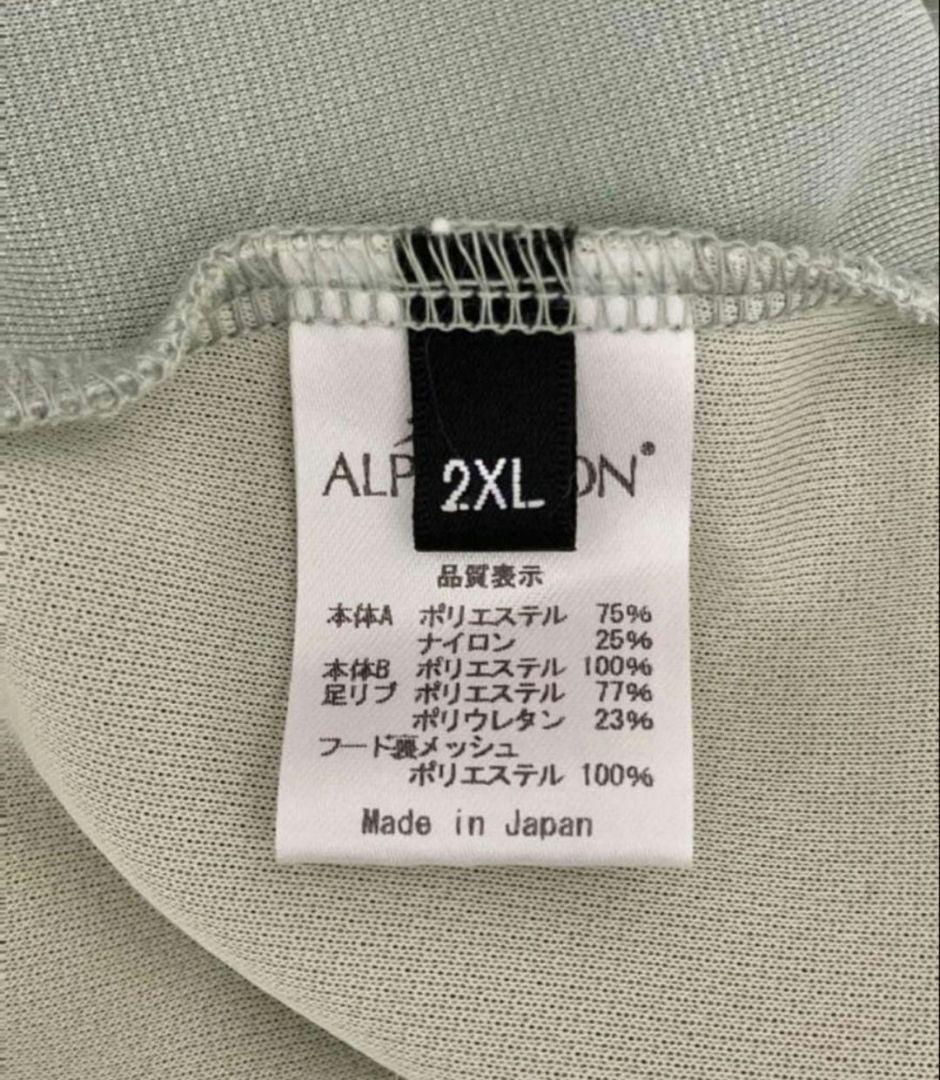 2XL
品質表示
本体A ポリエステル 75%
ナイロン 25%
本体B ポリエステル 100%
足リブ ポリエステル 77%
ポリウレタン 23%
フード裏メッシュ
ポリエステル 100%
Made in Japan